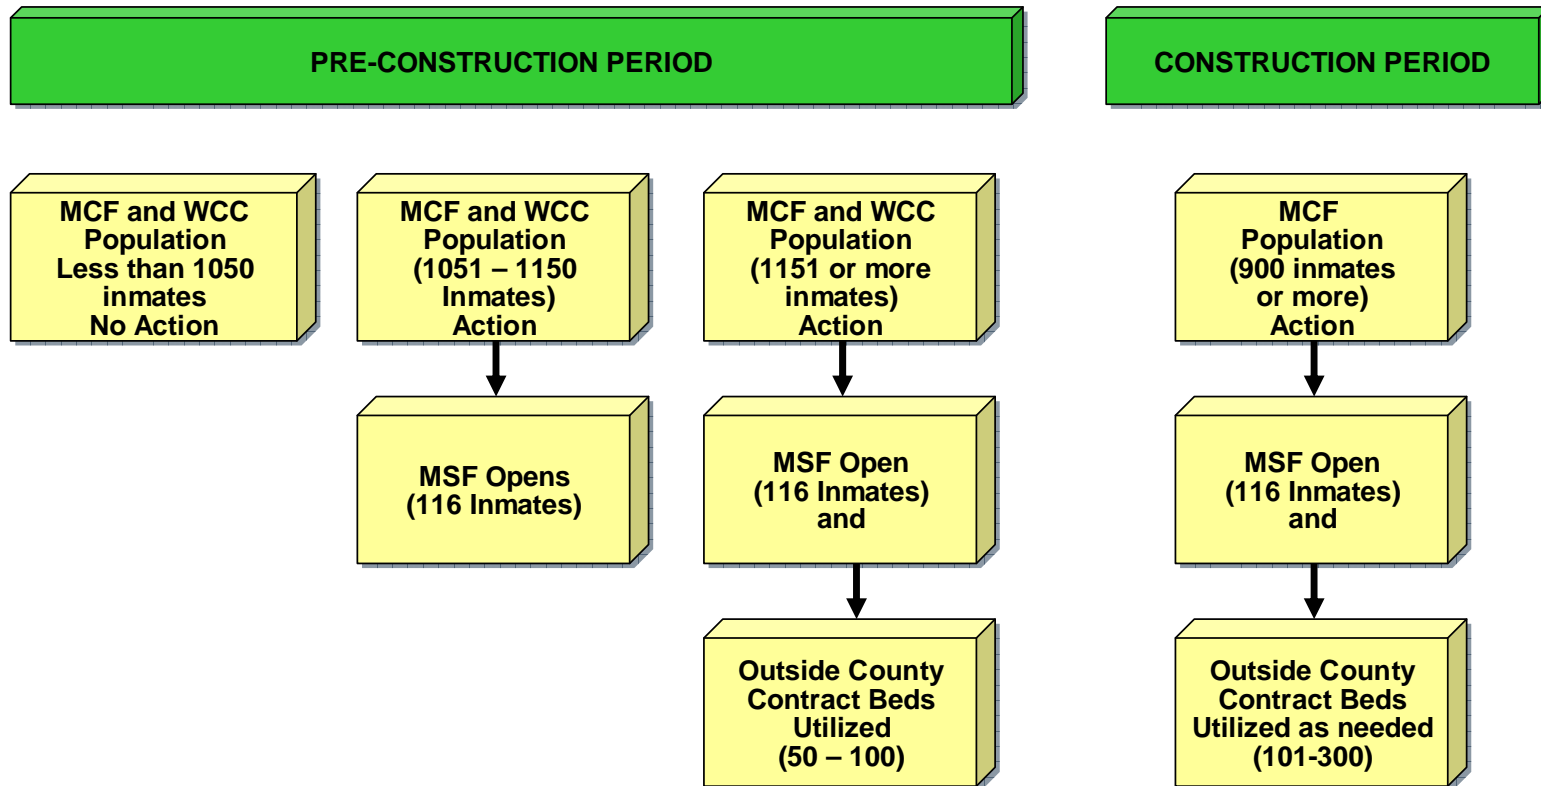 PRE-CONSTRUCTION PERIOD
CONSTRUCTION PERIOD
MCF and WCC
Population
Less than 1050
inmates
No Action
MCF and WCC
Population
(1051 – 1150
Inmates)
Action
MCF and WCC
Population
(1151 or more
inmates)
Action
MCF
Population
(900 inmates
or more)
Action
MSF Opens
(116 Inmates)
MSF Open
(116 Inmates)
and
MSF Open
(116 Inmates)
and
Outside County
Contract Beds
Utilized
(50 – 100)
Outside County
Contract Beds
Utilized as needed
(101-300)